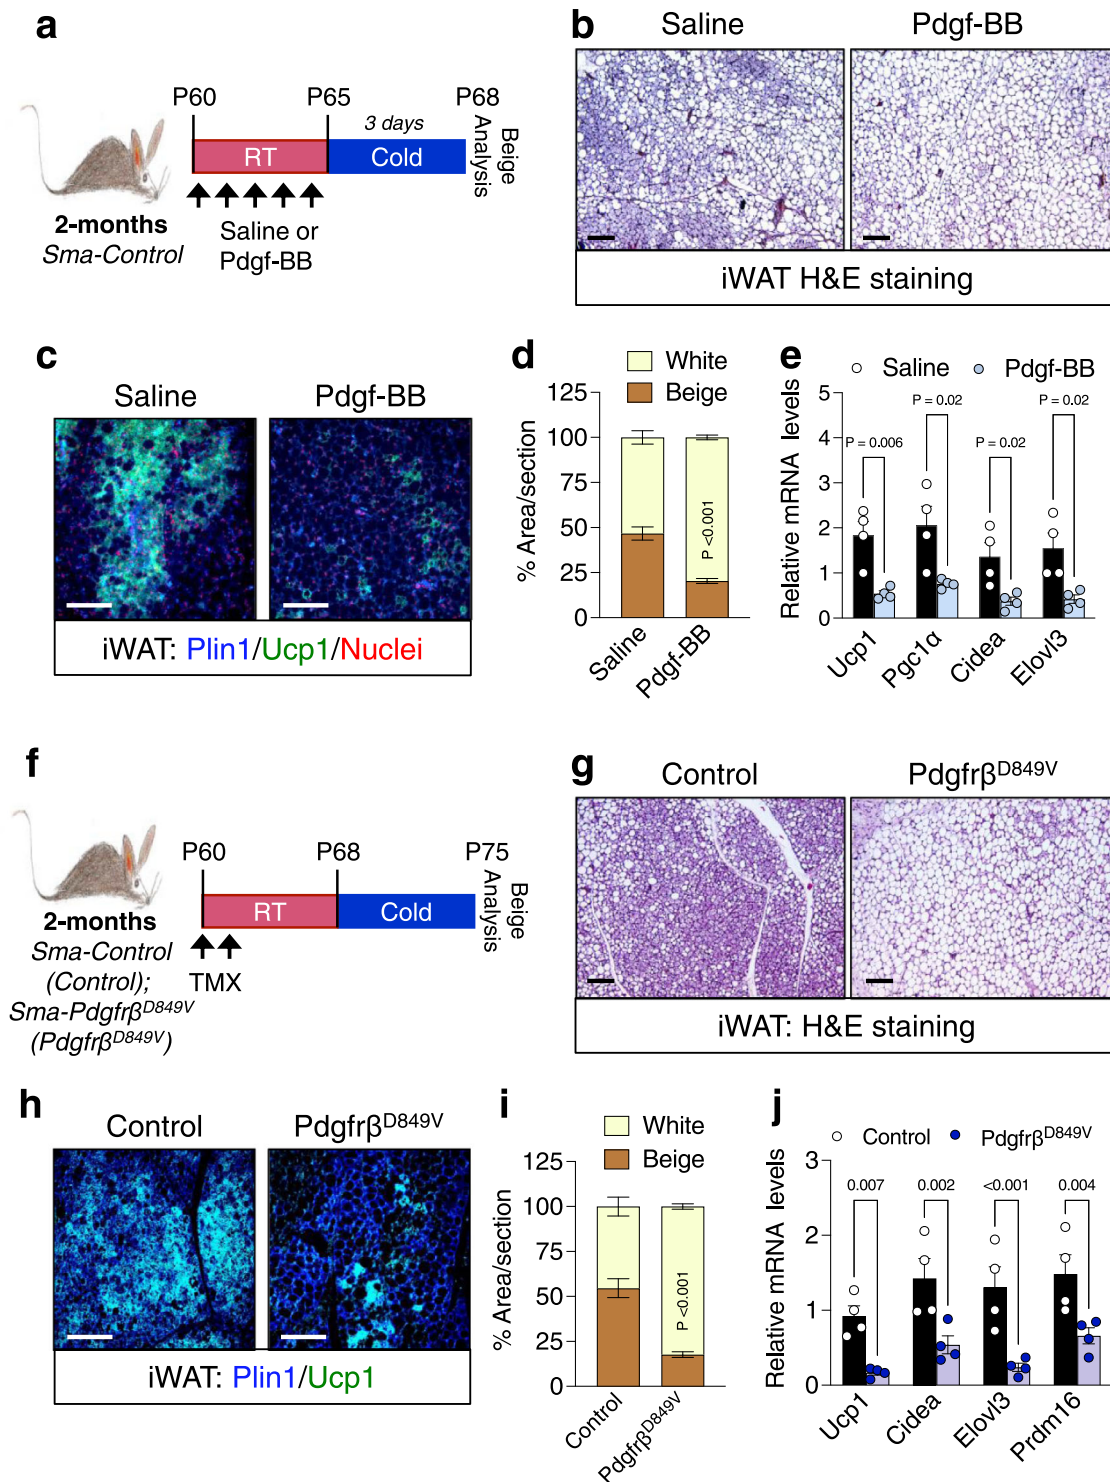 a
P60
P65
P68
3 days
RT
Cold
Beige
Analysis
2-months
Sma-Control
Saline or
Pdgf-BB
b
Saline
Pdgf-BB
iWAT H&E staining
c
Saline
Pdgf-BB
iWAT: Plin1/Ucp1/Nuclei
d
White
Beige
% Area/section
125
100
75
50
25
0
P <0.001
Saline
Pdgf-BB
e
Saline
Pdgf-BB
Relative mRNA levels
5
4
3
2
1
0
P = 0.006
P = 0.02
P = 0.02
P = 0.02
Ucp1
Pgc1α
Cidea
Elovl3
f
P60
P68
P75
RT
Cold
Beige
Analysis
TMX
2-months
Sma-Control
(Control);
Sma-PdgfrβD849V
(PdgfrβD849V)
g
Control
PdgfrβD849V
iWAT: H&E staining
h
Control
PdgfrβD849V
iWAT: Plin1/Ucp1
i
White
Beige
% Area/section
125
100
75
50
25
0
P <0.001
Control
PdgfrβD849V
j
Control
PdgfrβD849V
Relative mRNA levels
3
2
1
0
0.007
0.002
<0.001
0.004
Ucp1
Cidea
Elovl3
Prdm16